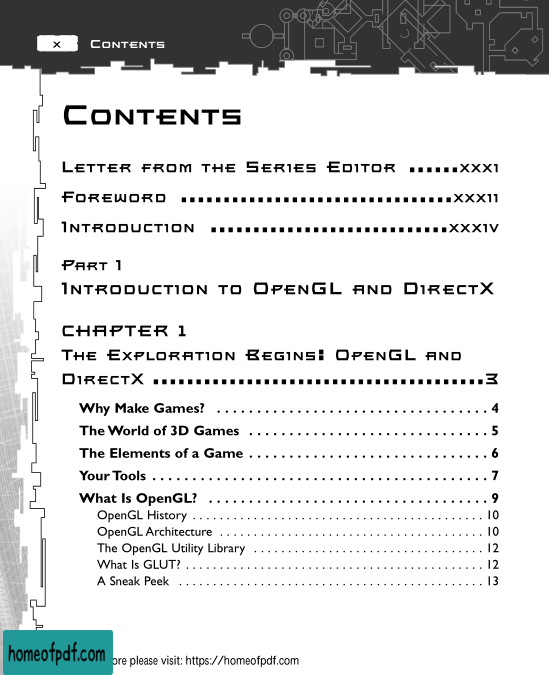 x Contents
Contents
Letter from the Series Editor ......xxxi
Foreword ..................................xxxii
Introduction ..............................xxxiv
Part 1
Introduction to OpenGL and DirectX
CHAPTER 1
The Exploration Begins: OpenGL and
DirectX ..........................................3
Why Make Games? .................................. 4
The World of 3D Games .............................. 5
The Elements of a Game .............................. 6
Your Tools .......................................... 7
What Is OpenGL? ................................... 9
OpenGL History ........................................... 10
OpenGL Architecture ....................................... 10
The OpenGL Utility Library .................................. 12
What Is GLUT? ............................................ 12
A Sneak Peek ............................................. 13
homeofpdf.com
ore please visit: https://homeofpdf.com